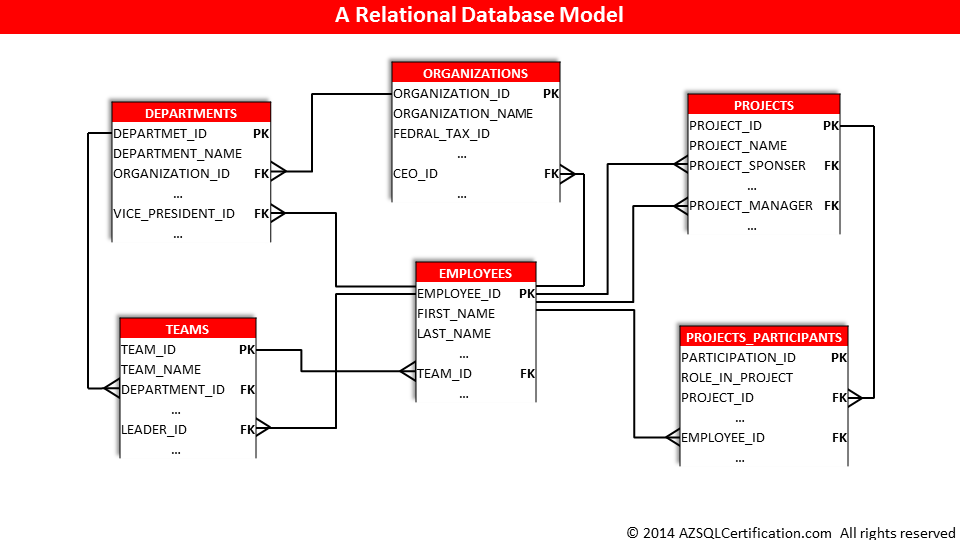 A Relational Database Model
ORGANIZATIONS
ORGANIZATION_ID PK
ORGANIZATION_NAME
FEDRAL_TAX_ID
...
CEO_ID FK
...
DEPARTMENTS
DEPARTMET_ID PK
DEPARTMENT_NAME
ORGANIZATION_ID FK
...
VICE_PRESIDENT_ID FK
...
PROJECTS
PROJECT_ID PK
PROJECT_NAME
PROJECT_SPONSER FK
...
PROJECT_MANAGER FK
...
EMPLOYEES
EMPLOYEE_ID PK
FIRST_NAME
LAST_NAME
...
TEAM_ID FK
...
TEAMS
TEAM_ID PK
TEAM_NAME
DEPARTMENT_ID FK
...
LEADER_ID FK
...
PROJECTS_PARTICIPANTS
PARTICIPATION_ID PK
ROLE_IN_PROJECT
PROJECT_ID FK
...
EMPLOYEE_ID FK
...
© 2014 AZSQLCertification.com All rights reserved